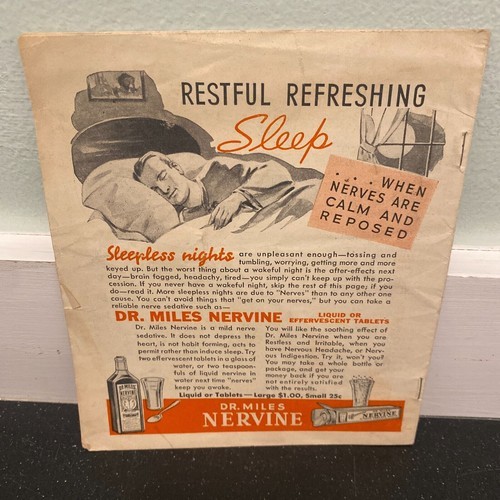 RESTFUL REFRESHING
Sleep
.... WHEN
NERVES ARE
CALM AND
REPOSED
Sleepless nights are unpleasant enough—tossing and
tumbling, worrying, getting more and more
keyed up. But the worst thing about a wakeful night is the after-effects next
day—brain fogged, headachy, tired—you simply can't keep up with the pro-
cession. If you never have a wakeful night, skip the rest of this page; if you
do—read it. More sleepless nights are due to "Nerves" than to any other one
cause. You can't avoid things that "get on your nerves," but you can take a
reliable nerve sedative such as—
DR. MILES NERVINE LIQUID OR
EFFERVESCENT TABLETS
Dr. Miles Nervine is a mild nerve
sedative. It does not depress the
heart, is not habit forming, acts to
permit rather than induce sleep. Try
two effervescent tablets in a glass of
water, or two teaspoon-
fuls of liquid nervine in
water next time "nerves"
keep you awake.
You will like the soothing effect of
Dr. Miles Nervine when you are
Restless and Irritable, when you
have Nervous Headache, or Nerv-
ous Indigestion. Try it, won't you?
You may take a whole bottle or
package, and get your
money back if you are
not entirely satisfied
with the results.
Liquid or Tablets—Large $1.00, Small 25c
DR. MILES
NERVINE
DR. MILES
NERVINE
NERVINE